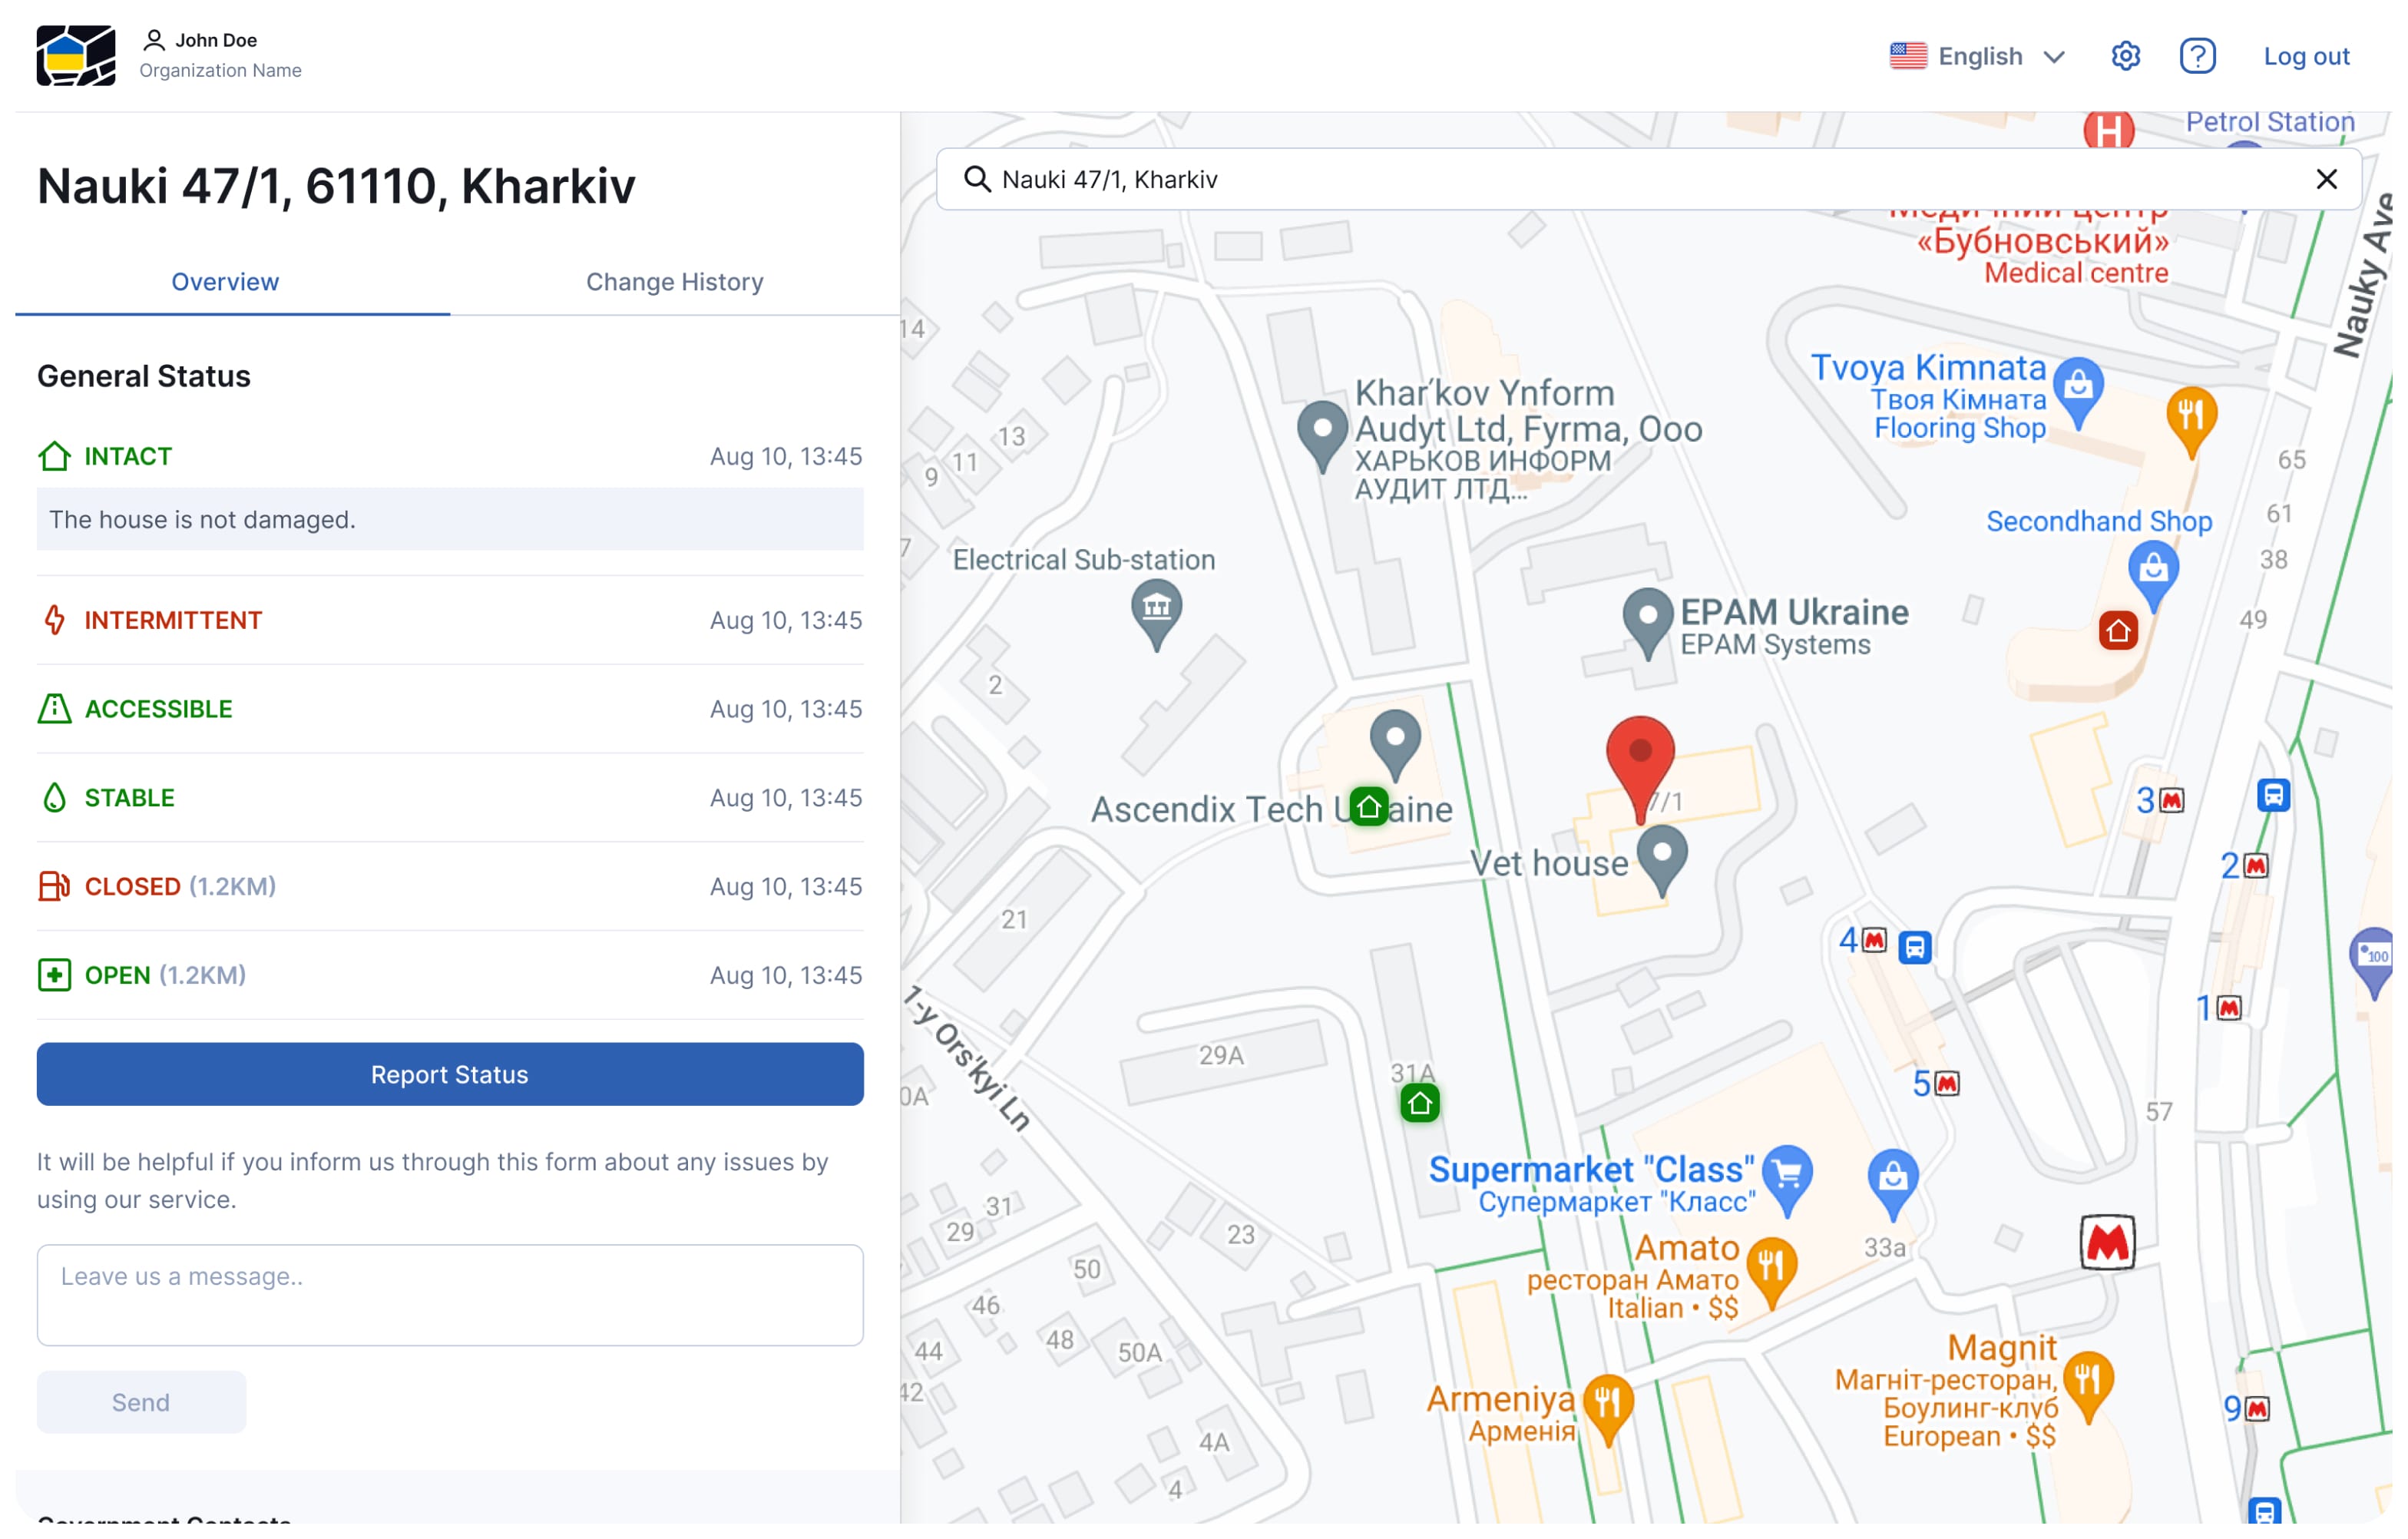 John Doe
Organization Name
English
Log out
Nauki 47/1, 61110, Kharkiv
Overview
Change History
General Status
INTACT
Aug 10, 13:45
The house is not damaged.
INTERMITTENT
Aug 10, 13:45
ACCESSIBLE
Aug 10, 13:45
STABLE
Aug 10, 13:45
CLOSED (1.2KM)
Aug 10, 13:45
OPEN (1.2KM)
Aug 10, 13:45
Report Status
It will be helpful if you inform us through this form about any issues by
using our service.
Leave us a message..
Send
Government Contacts
Nauki 47/1, Kharkiv
H
Petrol Station
Медичний центр
«Бубновський»
Medical centre
Nauky Ave
14
13
11
9
7
Khar'kov Ynform
Audyt Ltd, Fyrma, Ooo
ХАРЬКОВ ИНФОРМ
АУДИТ ЛТД...
Tvoya Kimnata
Твоя Кімната
Flooring Shop
65
61
38
49
Secondhand Shop
Electrical Sub-station
2
EPAM Ukraine
EPAM Systems
Ascendix Tech U aine
7/1
Vet house
3
2
4
1
5
9
100
21
1-y Ors'kyi Ln
29A
31A
0A
57
31
29
23
50
46
48
50A
44
42
4A
4
Supermarket "Class"
Супермаркет "Класс"
33a
Amato
ресторан Амато
Italian • $$
Armeniya
Арменія
Magnit
Магніт-ресторан,
Боулинг-клуб
European • $$